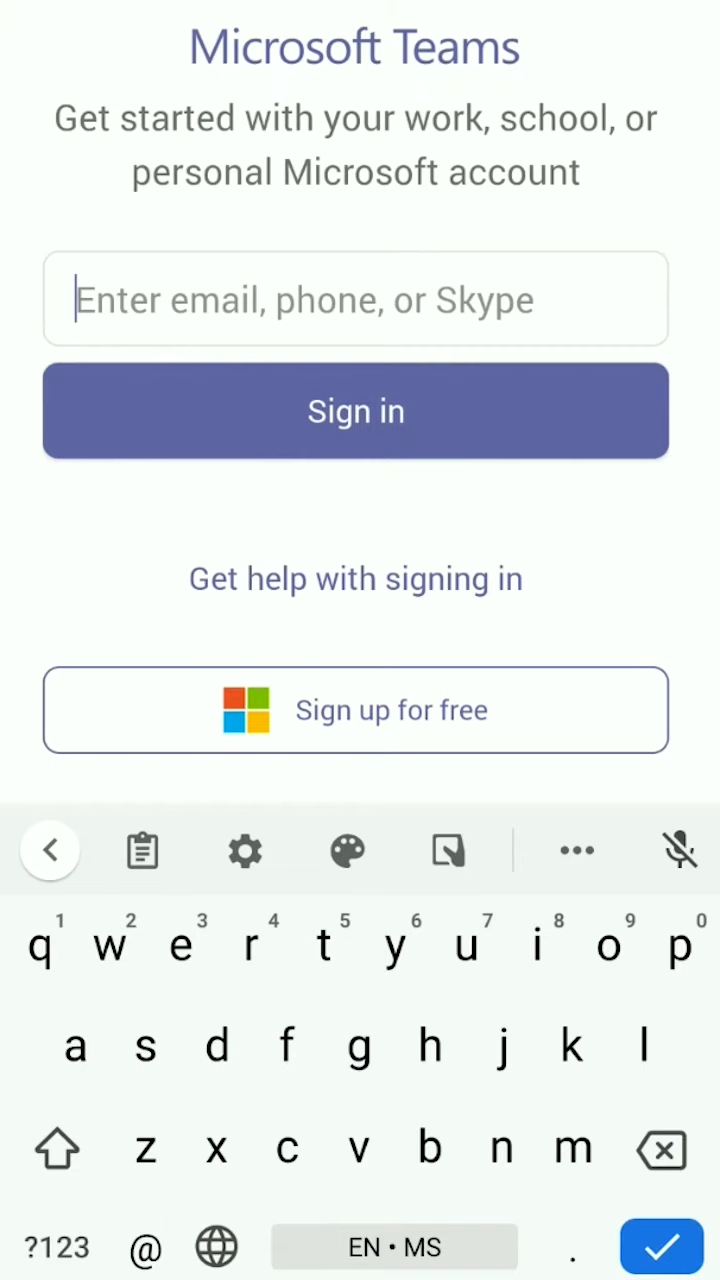 Microsoft Teams
Get started with your work, school, or
personal Microsoft account
Enter email, phone, or Skype
Sign in
Get help with signing in
Sign up for free
1 2 3 4 5 6 7 8 9 0
q w e r t y u i o p
a s d f g h j k l
z x c v b n m
?123 @ EN • MS .